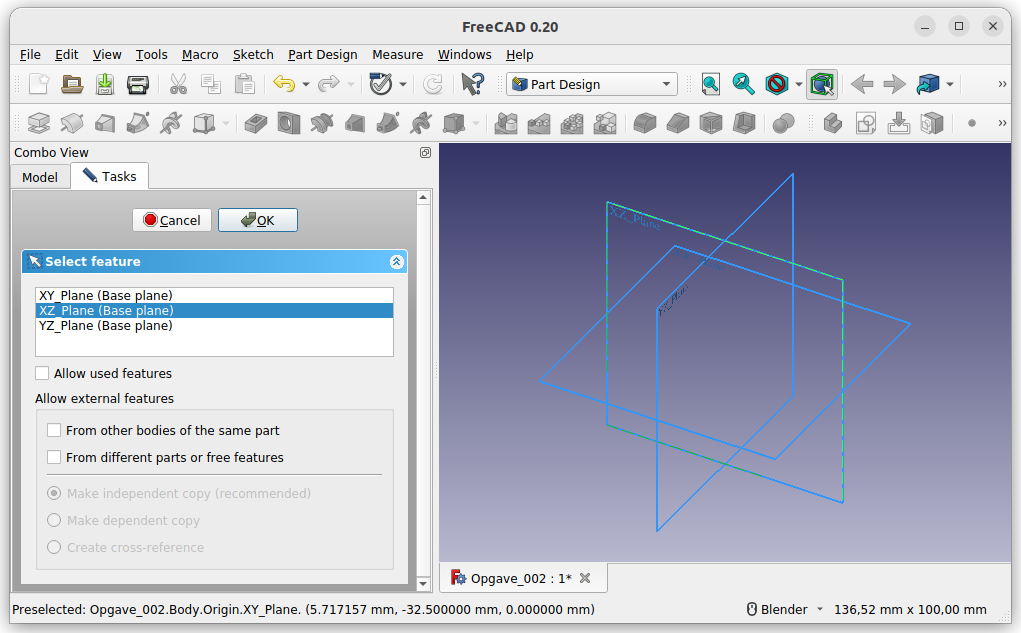 FreeCAD 0.20
File Edit View Tools Macro Sketch Part Design Measure Windows Help
Part Design
Combo View
Model Tasks
Cancel OK
Select feature
XY_Plane (Base plane)
XZ_Plane (Base plane)
YZ_Plane (Base plane)
Allow used features
Allow external features
From other bodies of the same part
From different parts or free features
Make independent copy (recommended)
Make dependent copy
Create cross-reference
XZ_Plane
YZ_Plane
Opgave_002 : 1*
Preselected: Opgave_002.Body.Origin.XY_Plane. (5.717157 mm, -32.500000 mm, 0.000000 mm)
Blender 136,52 mm x 100,00 mm